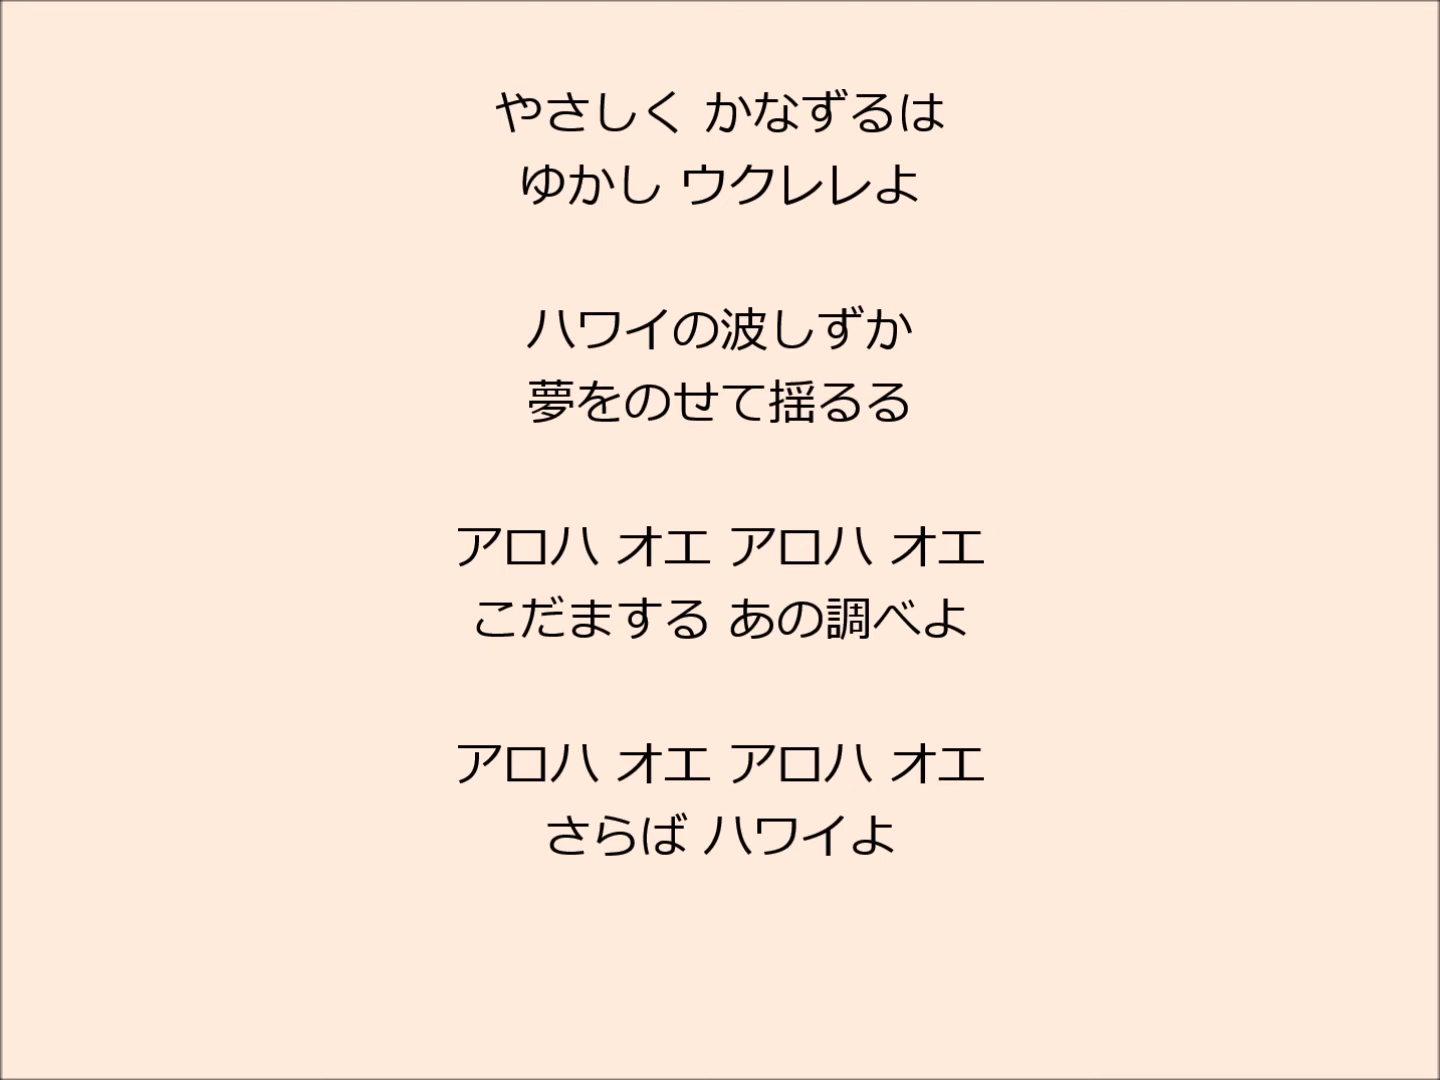 やさしく かなずるは
ゆかし ウクレレよ
ハワイの波しずか
夢をのせて揺るる
アロハ オエ アロハ オエ
こだまする あの調べよ
アロハ オエ アロハ オエ
さらば ハワイよ